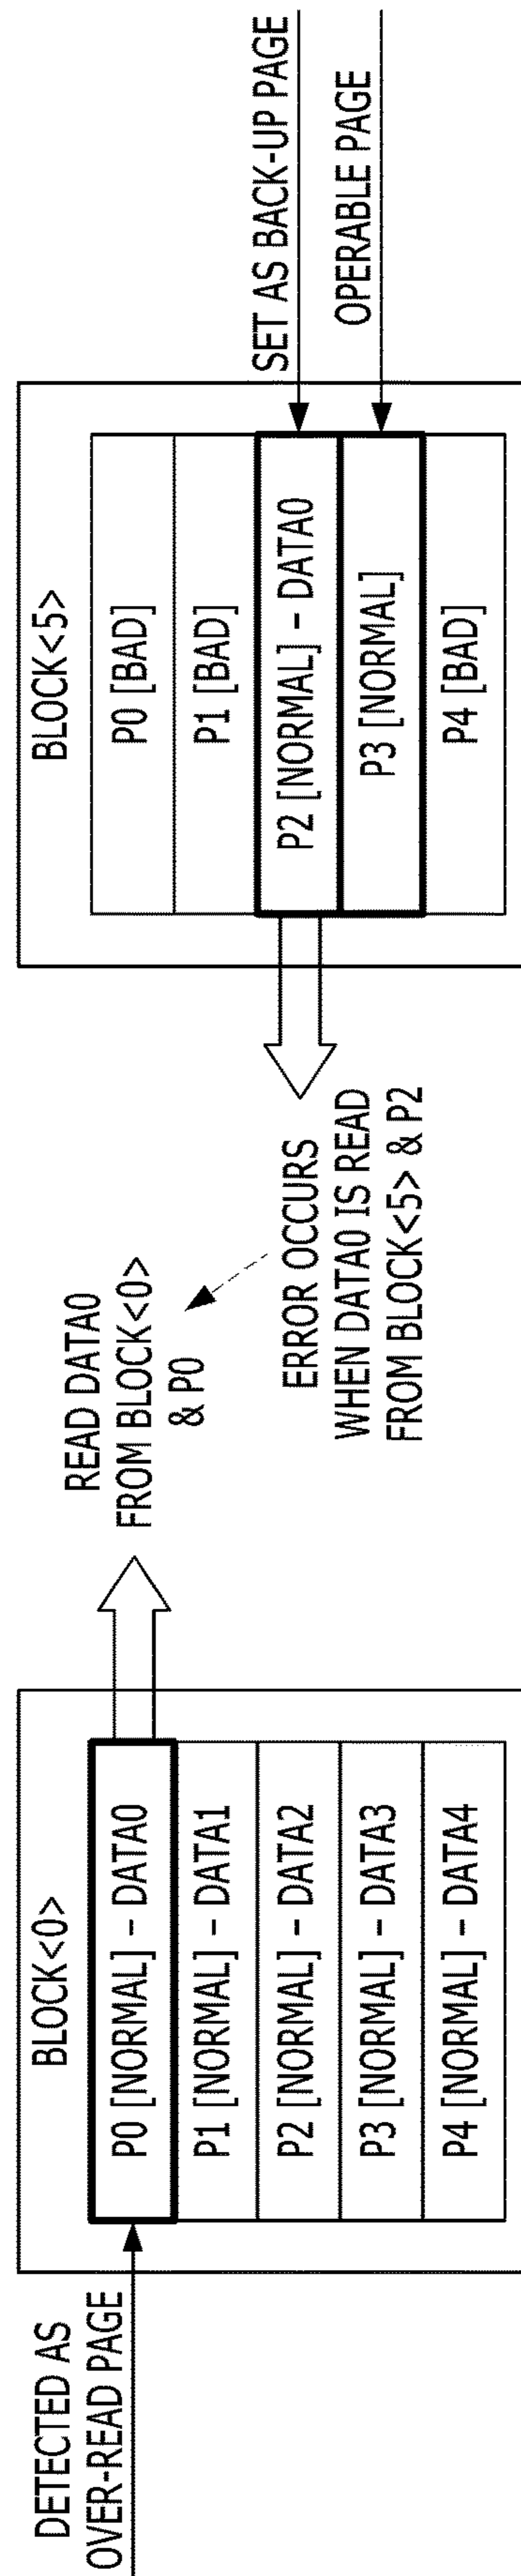 DETECTED AS
OVER-READ PAGE
BLOCK<0>
P0 [NORMAL] - DATA0
P1 [NORMAL] - DATA1
P2 [NORMAL] - DATA2
P3 [NORMAL] - DATA3
P4 [NORMAL] - DATA4
READ DATA0
FROM BLOCK<0>
& P0
ERROR OCCURS
WHEN DATA0 IS READ
FROM BLOCK<5> & P2
BLOCK<5>
P0 [BAD]
P1 [BAD]
P2 [NORMAL] - DATA0
P3 [NORMAL]
P4 [BAD]
SET AS BACK-UP PAGE
OPERABLE PAGE